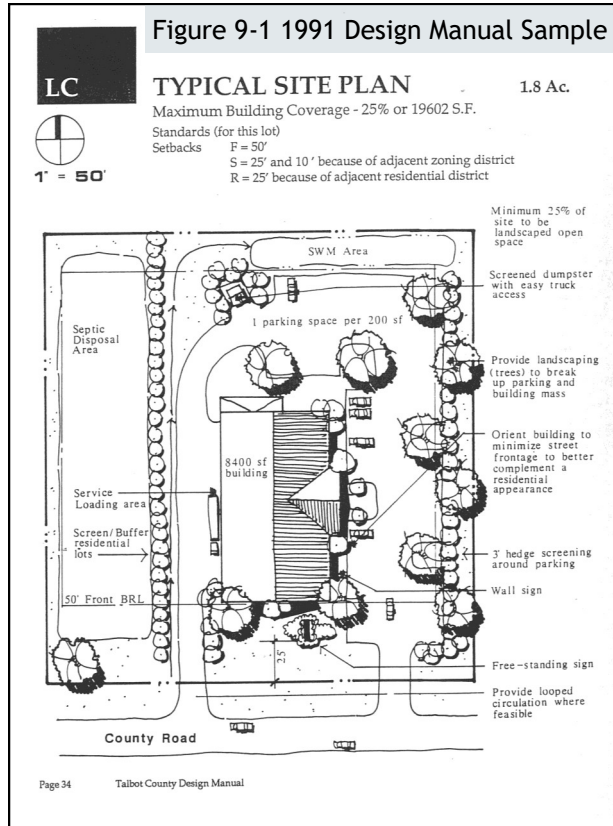 Figure 9-1 1991 Design Manual Sample
LC
TYPICAL SITE PLAN
1.8 Ac.
Maximum Building Coverage - 25% or 19602 S.F.
Standards (for this lot)
Setbacks F = 50'
S = 25' and 10 ' because of adjacent zoning district
R = 25' because of adjacent residential district
1" = 50'
Minimum 25% of
site to be
landscaped open
space
SWM Area
Screened dumpster
with easy truck
access
1 parking space per 200 sf
Septic
Disposal
Area
Provide landscaping
(trees) to break
up parking and
building mass
Orient building to
minimize street
frontage to better
complement a
residential
appearance
8400 sf
building
Service
Loading area
Screen/Buffer
residential
lots
3' hedge screening
around parking
Wall sign
50' Front BRL
25'
Free-standing sign
Provide looped
circulation where
feasible
County Road
Page 34 Talbot County Design Manual